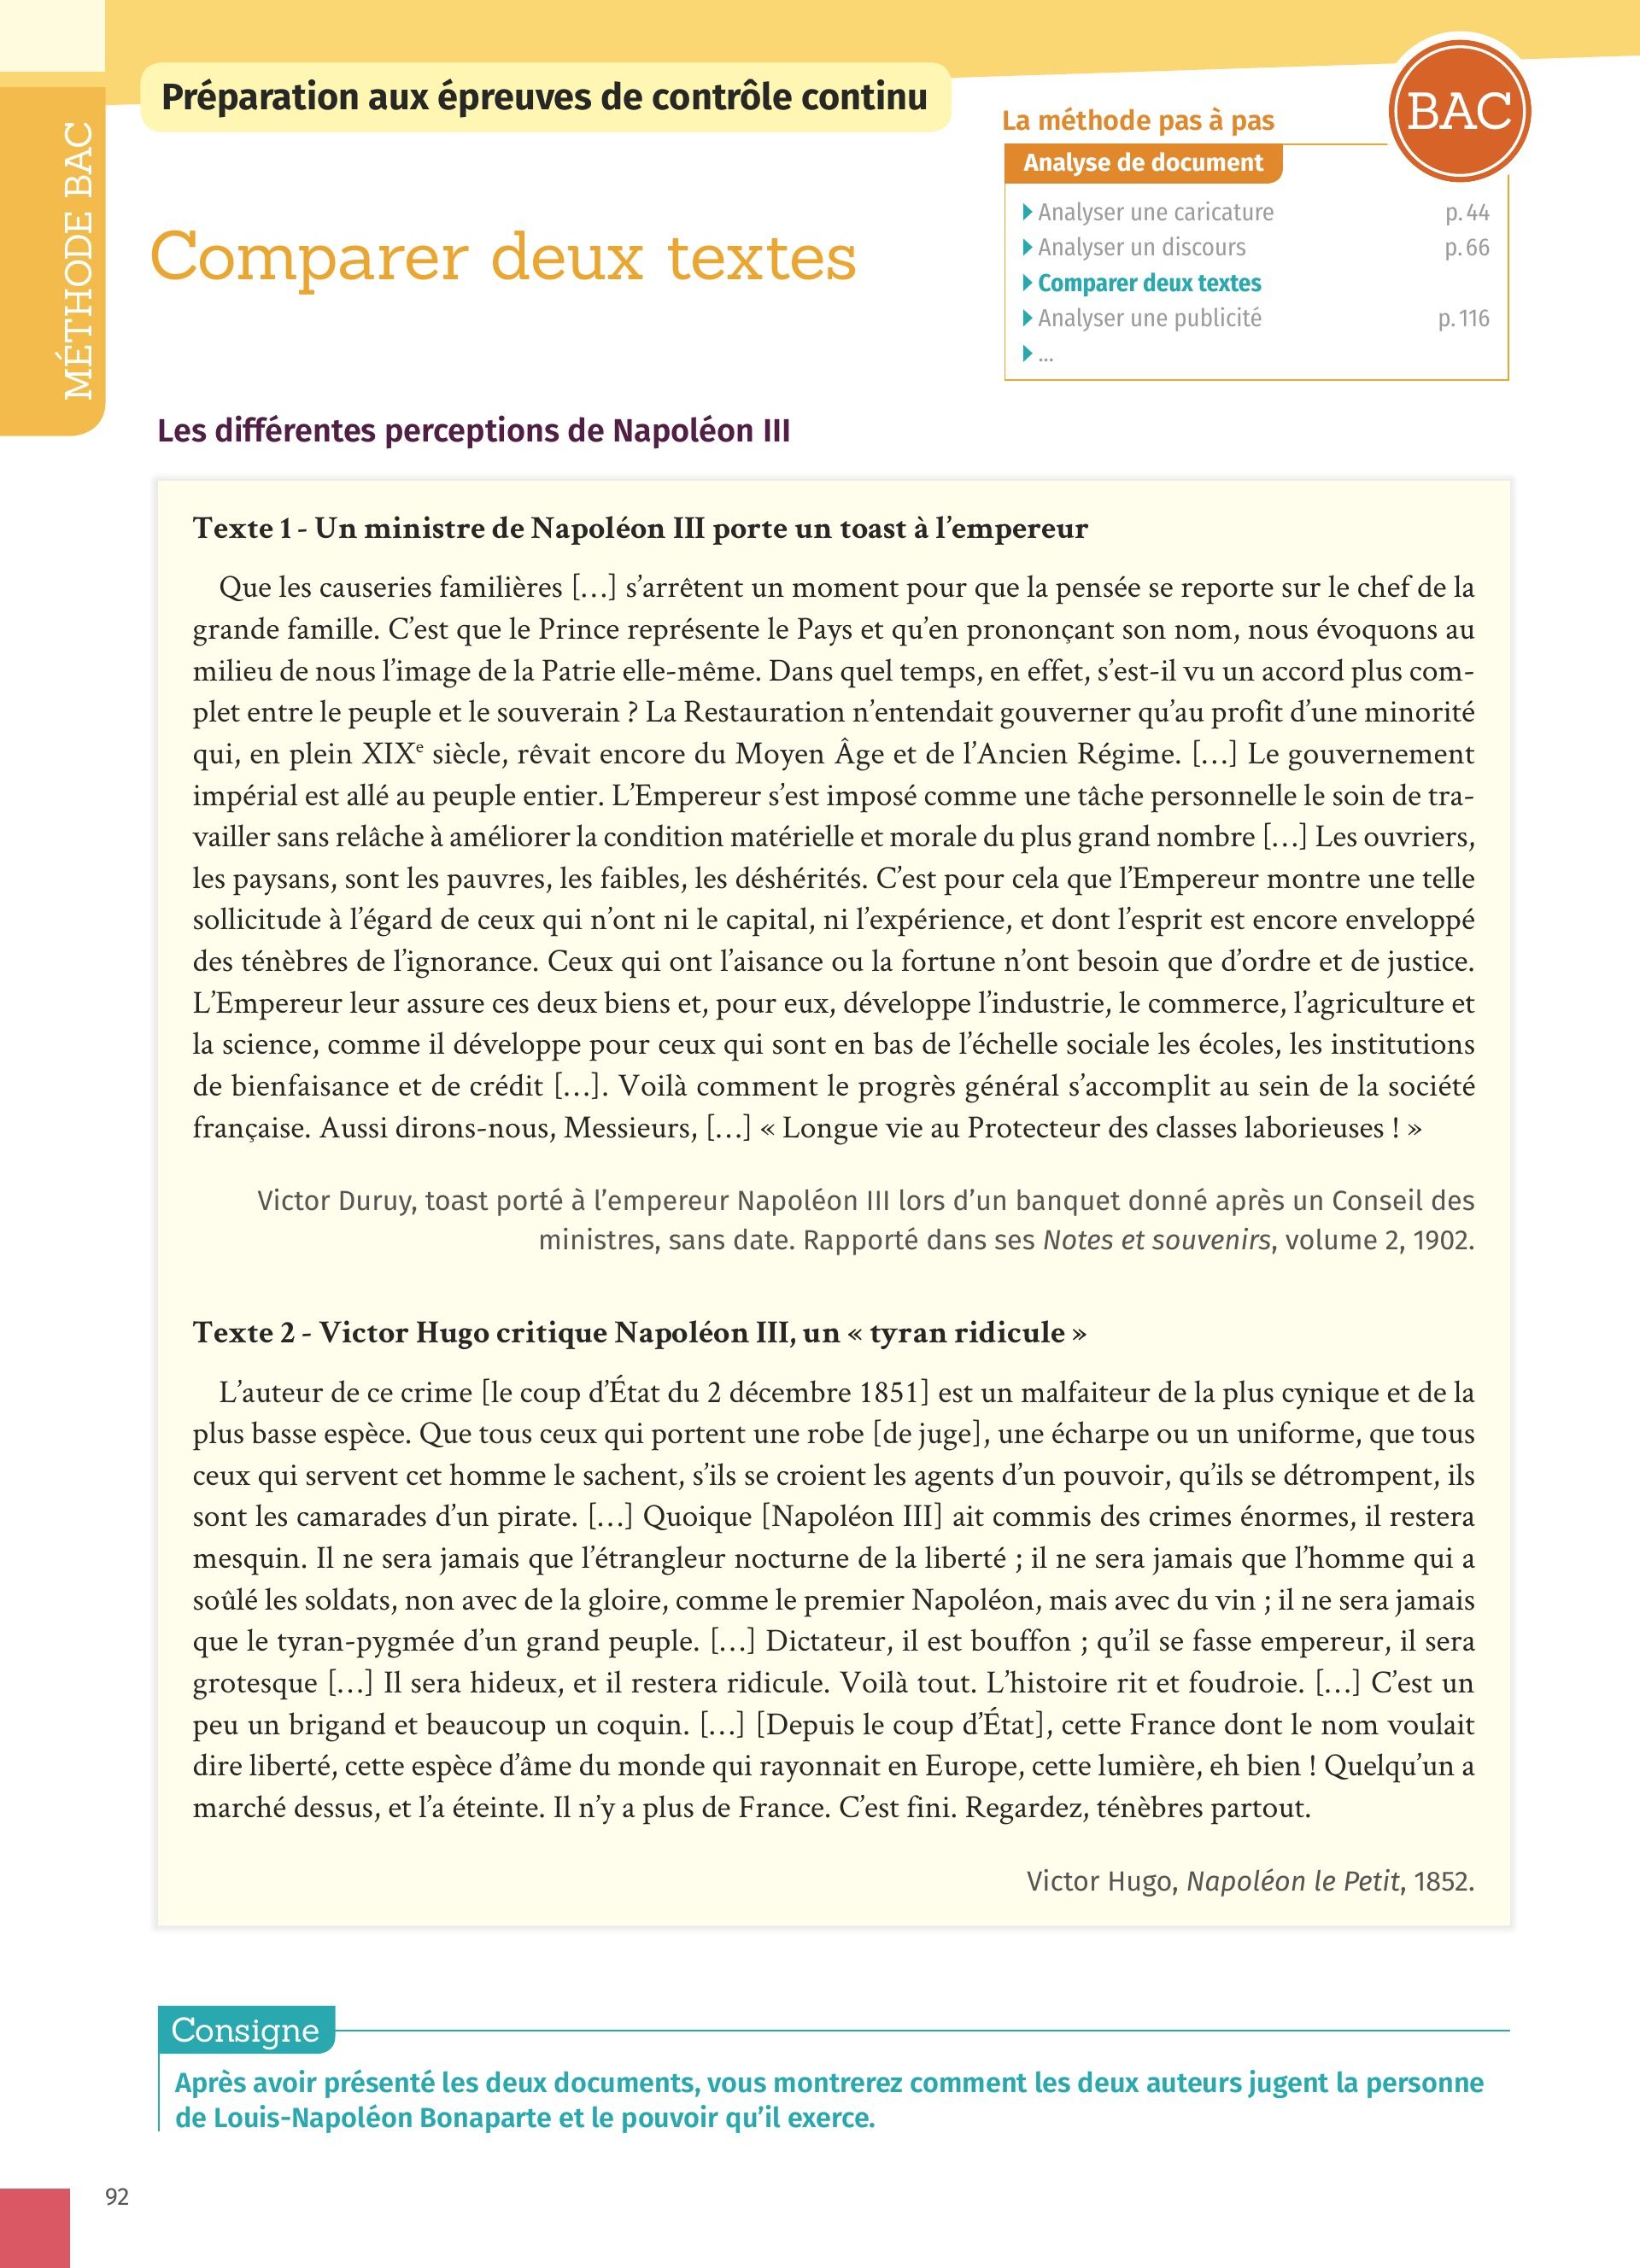 MÉTHODE BAC
Préparation aux épreuves de contrôle continu
BAC
La méthode pas à pas
Analyse de document
Analyser une caricature p. 44
Analyser un discours p. 66
Comparer deux textes
Analyser une publicité p. 116
...
Comparer deux textes
Les différentes perceptions de Napoléon III
Texte 1 - Un ministre de Napoléon III porte un toast à l’empereur
Que les causeries familières […] s’arrêtent un moment pour que la pensée se reporte sur le chef de la
grande famille. C’est que le Prince représente le Pays et qu’en prononçant son nom, nous évoquons au
milieu de nous l’image de la Patrie elle-même. Dans quel temps, en effet, s’est-il vu un accord plus com-
plet entre le peuple et le souverain ? La Restauration n’entendait gouverner qu’au profit d’une minorité
qui, en plein XIXe siècle, rêvait encore du Moyen Âge et de l’Ancien Régime. […] Le gouvernement
impérial est allé au peuple entier. L’Empereur s’est imposé comme une tâche personnelle le soin de tra-
vailler sans relâche à améliorer la condition matérielle et morale du plus grand nombre […] Les ouvriers,
les paysans, sont les pauvres, les faibles, les déshérités. C’est pour cela que l’Empereur montre une telle
sollicitude à l’égard de ceux qui n’ont ni le capital, ni l’expérience, et dont l’esprit est encore enveloppé
des ténèbres de l’ignorance. Ceux qui ont l’aisance ou la fortune n’ont besoin que d’ordre et de justice.
L’Empereur leur assure ces deux biens et, pour eux, développe l’industrie, le commerce, l’agriculture et
la science, comme il développe pour ceux qui sont en bas de l’échelle sociale les écoles, les institutions
de bienfaisance et de crédit […]. Voilà comment le progrès général s’accomplit au sein de la société
française. Aussi dirons-nous, Messieurs, […] « Longue vie au Protecteur des classes laborieuses ! »
Victor Duruy, toast porté à l’empereur Napoléon III lors d’un banquet donné après un Conseil des
ministres, sans date. Rapporté dans ses Notes et souvenirs, volume 2, 1902.
Texte 2 - Victor Hugo critique Napoléon III, un « tyran ridicule »
L’auteur de ce crime [le coup d’État du 2 décembre 1851] est un malfaiteur de la plus cynique et de la
plus basse espèce. Que tous ceux qui portent une robe [de juge], une écharpe ou un uniforme, que tous
ceux qui servent cet homme le sachent, s’ils se croient les agents d’un pouvoir, qu’ils se détrompent, ils
sont les camarades d’un pirate. […] Quoique [Napoléon III] ait commis des crimes énormes, il restera
mesquin. Il ne sera jamais que l’étrangleur nocturne de la liberté ; il ne sera jamais que l’homme qui a
soûlé les soldats, non avec de la gloire, comme le premier Napoléon, mais avec du vin ; il ne sera jamais
que le tyran-pygmée d’un grand peuple. […] Dictateur, il est bouffon ; qu’il se fasse empereur, il sera
grotesque […] Il sera hideux, et il restera ridicule. Voilà tout. L’histoire rit et foudroie. […] C’est un
peu un brigand et beaucoup un coquin. […] [Depuis le coup d’État], cette France dont le nom voulait
dire liberté, cette espèce d’âme du monde qui rayonnait en Europe, cette lumière, eh bien ! Quelqu’un a
marché dessus, et l’a éteinte. Il n’y a plus de France. C’est fini. Regardez, ténèbres partout.
Victor Hugo, Napoléon le Petit, 1852.
Consigne
Après avoir présenté les deux documents, vous montrerez comment les deux auteurs jugent la personne
de Louis-Napoléon Bonaparte et le pouvoir qu’il exerce.
92